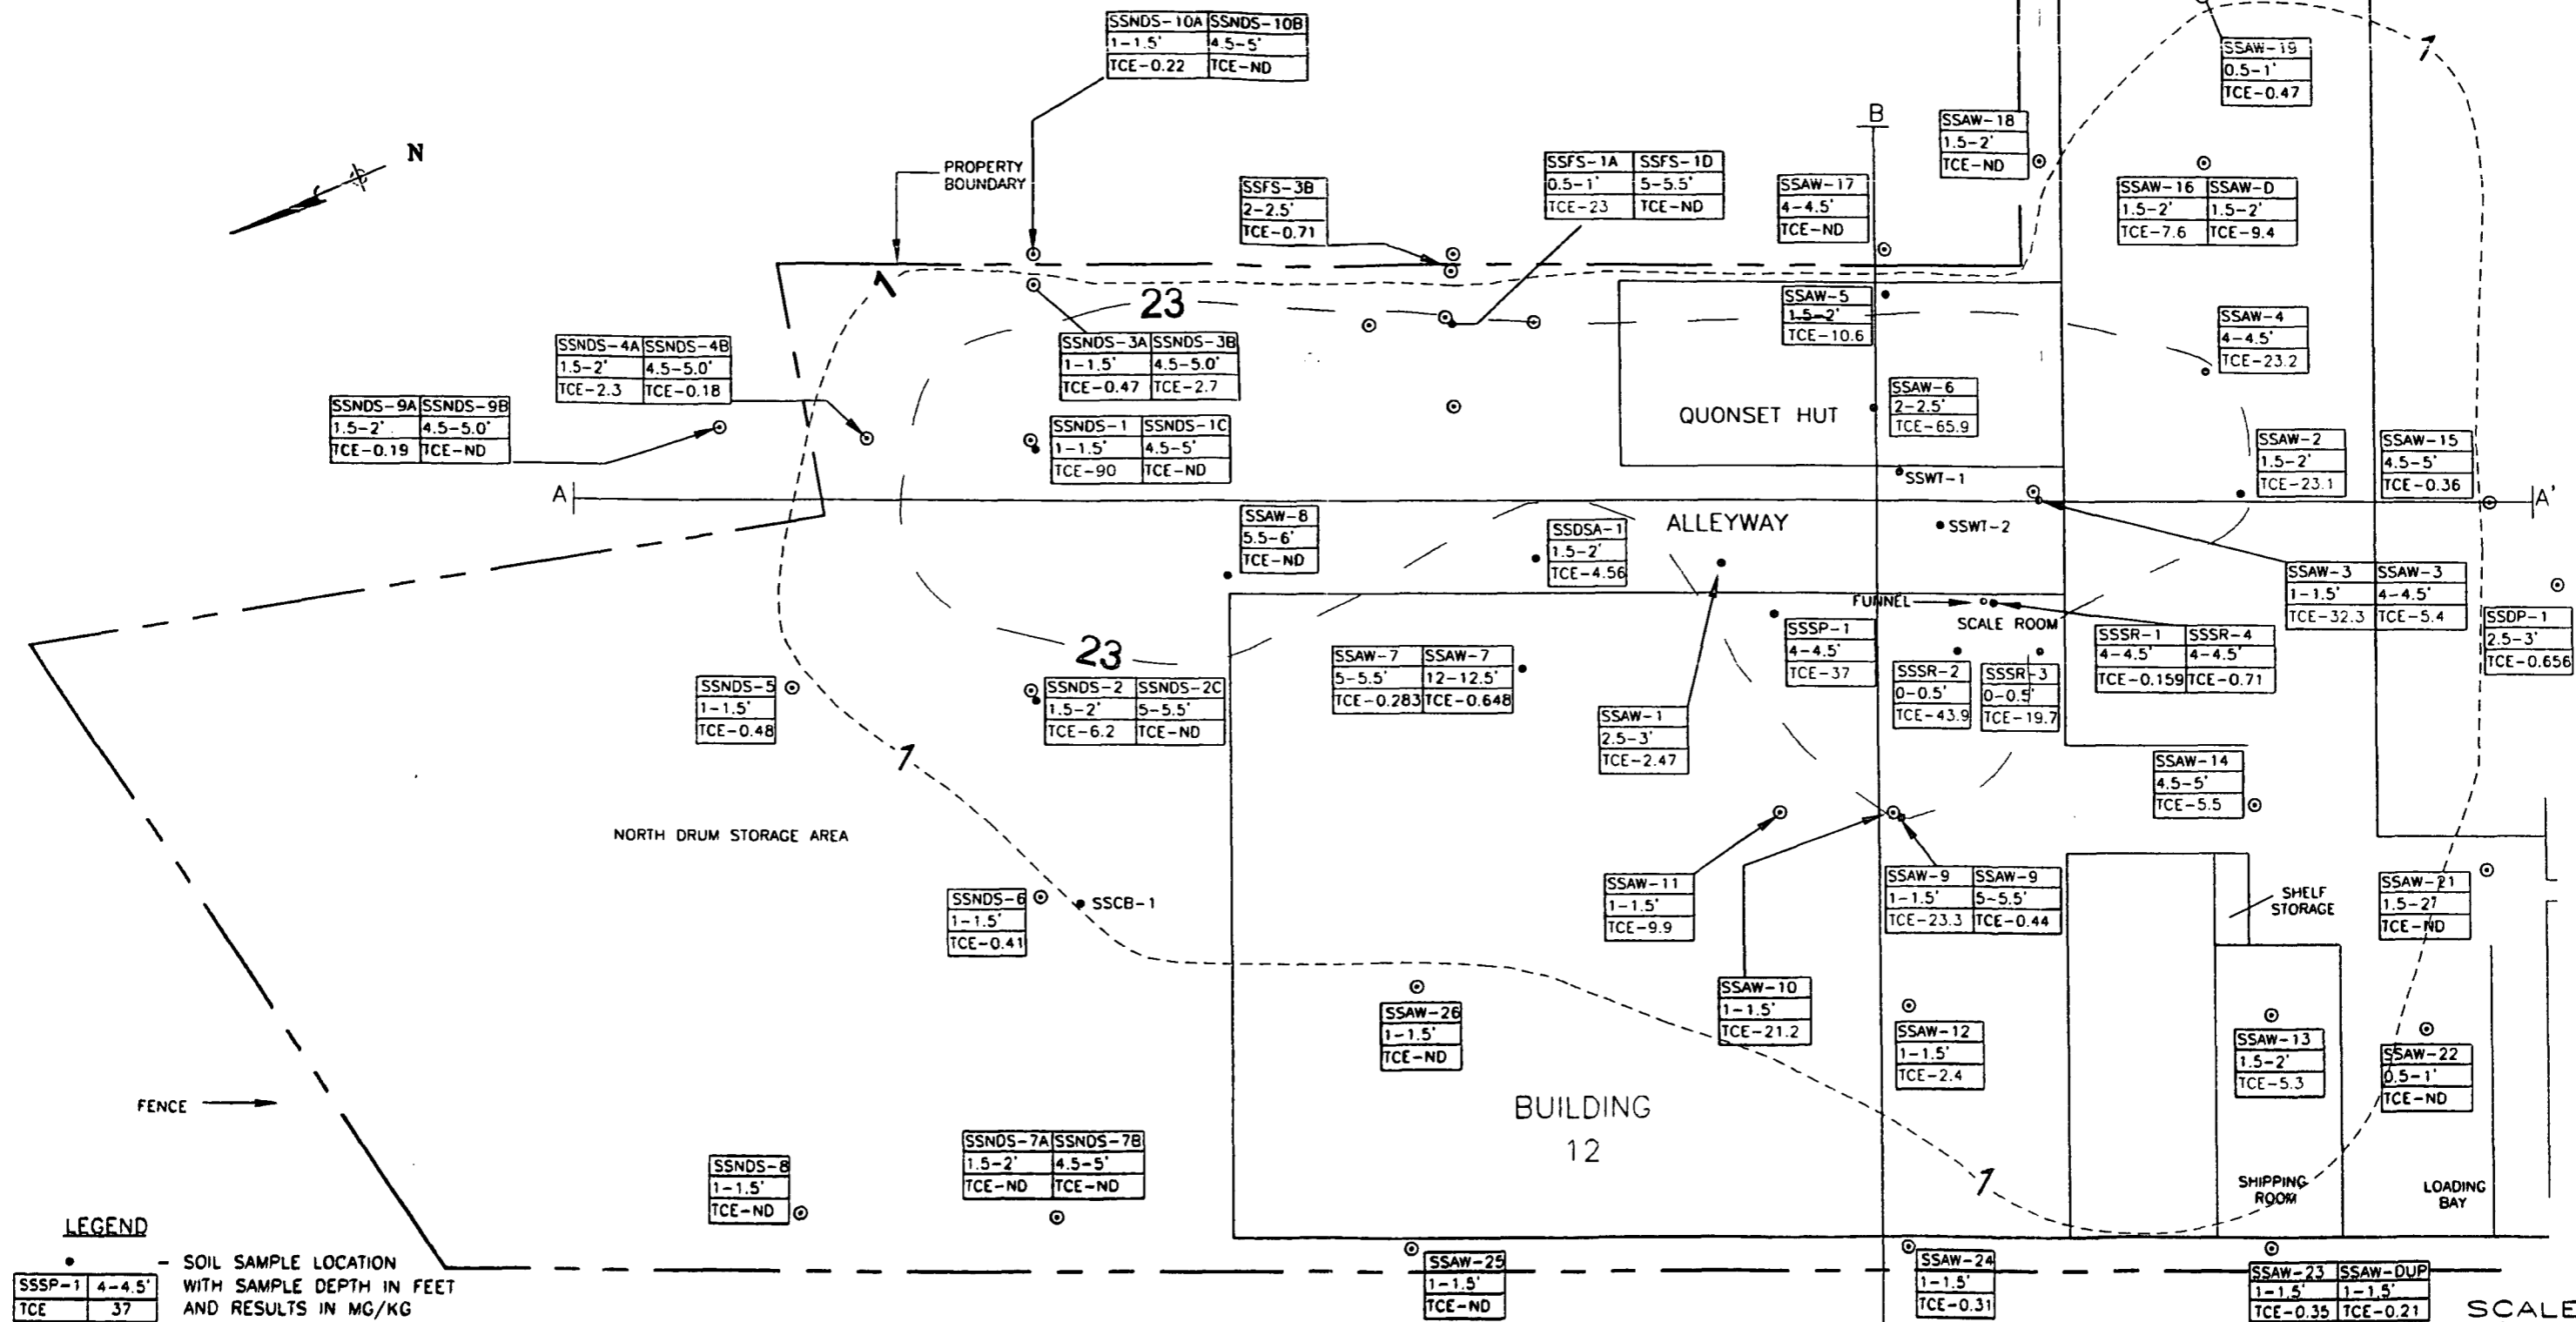 SSNDS-10A SSNDS-10B
1-1.5' 4.5-5'
TCE-0.22 TCE-ND
SSAW-19
0.5-1'
TCE-0.47
1
B
SSAW-18
1.5-2'
TCE-ND
N
PROPERTY
BOUNDARY
SSFS-3B
2-2.5'
TCE-0.71
SSFS-1A SSFS-1D
0.5-1' 5-5.5'
TCE-23 TCE-ND
SSAW-17
4-4.5'
TCE-ND
SSAW-16 SSAW-D
1.5-2' 1.5-2'
TCE-7.6 TCE-9.4
1
23
SSAW-5
1.5-2'
TCE-10.6
SSAW-4
4-4.5'
TCE-23.2
SSNDS-4A SSNDS-4B
1.5-2' 4.5-5.0'
TCE-2.3 TCE-0.18
SSNDS-3A SSNDS-3B
1-1.5' 4.5-5.0'
TCE-0.47 TCE-2.7
SSNDS-9A SSNDS-9B
1.5-2' 4.5-5.0'
TCE-0.19 TCE-ND
SSNDS-1 SSNDS-1C
1-1.5' 4.5-5'
TCE-90 TCE-ND
QUONSET HUT
SSAW-6
2-2.5'
TCE-65.9
SSAW-2
1.5-2'
TCE-23.1
SSAW-15
4.5-5'
TCE-0.36
A
A'
SSWT-1
SSAW-8
5.5-6'
TCE-ND
SSDSA-1
1.5-2'
TCE-4.56
ALLEYWAY
SSWT-2
SSAW-3 SSAW-3
1-1.5' 4-4.5'
TCE-32.3 TCE-5.4
FUNNEL
SCALE ROOM
SSDP-1
2.5-3'
TCE-0.656
SSSP-1
4-4.5'
TCE-37
SSSR-1 SSSR-4
4-4.5' 4-4.5'
TCE-0.159 TCE-0.71
23
SSAW-7 SSAW-7
5-5.5' 12-12.5'
TCE-0.283 TCE-0.648
SSSR-2
0-0.5'
TCE-43.9
SSSR-3
0-0.5'
TCE-19.7
SSNDS-5
1-1.5'
TCE-0.48
SSNDS-2 SSNDS-2C
1.5-2' 5-5.5'
TCE-6.2 TCE-ND
SSAW-1
2.5-3'
TCE-2.47
1
SSAW-14
4.5-5'
TCE-5.5
NORTH DRUM STORAGE AREA
SSAW-11
1-1.5'
TCE-9.9
SSAW-9 SSAW-9
1-1.5' 5-5.5'
TCE-23.3 TCE-0.44
SHELF
STORAGE
SSAW-21
1.5-2'
TCE-ND
SSNDS-6
1-1.5'
TCE-0.41
SSCB-1
SSAW-26
1-1.5'
TCE-ND
SSAW-10
1-1.5'
TCE-21.2
SSAW-12
1-1.5'
TCE-2.4
SSAW-13
1.5-2'
TCE-5.3
SSAW-22
0.5-1'
TCE-ND
FENCE
BUILDING
12
SSNDS-8
1-1.5'
TCE-ND
SSNDS-7A SSNDS-7B
1.5-2' 4.5-5'
TCE-ND TCE-ND
1
SHIPPING
ROOM
LOADING
BAY
LEGEND
- SOIL SAMPLE LOCATION
WITH SAMPLE DEPTH IN FEET
AND RESULTS IN MG/KG
SSSP-1 4-4.5'
TCE 37
SSAW-25
1-1.5'
TCE-ND
SSAW-24
1-1.5'
TCE-0.31
SSAW-23 SSAW-DUP
1-1.5' 1-1.5'
TCE-0.35 TCE-0.21
SCALE